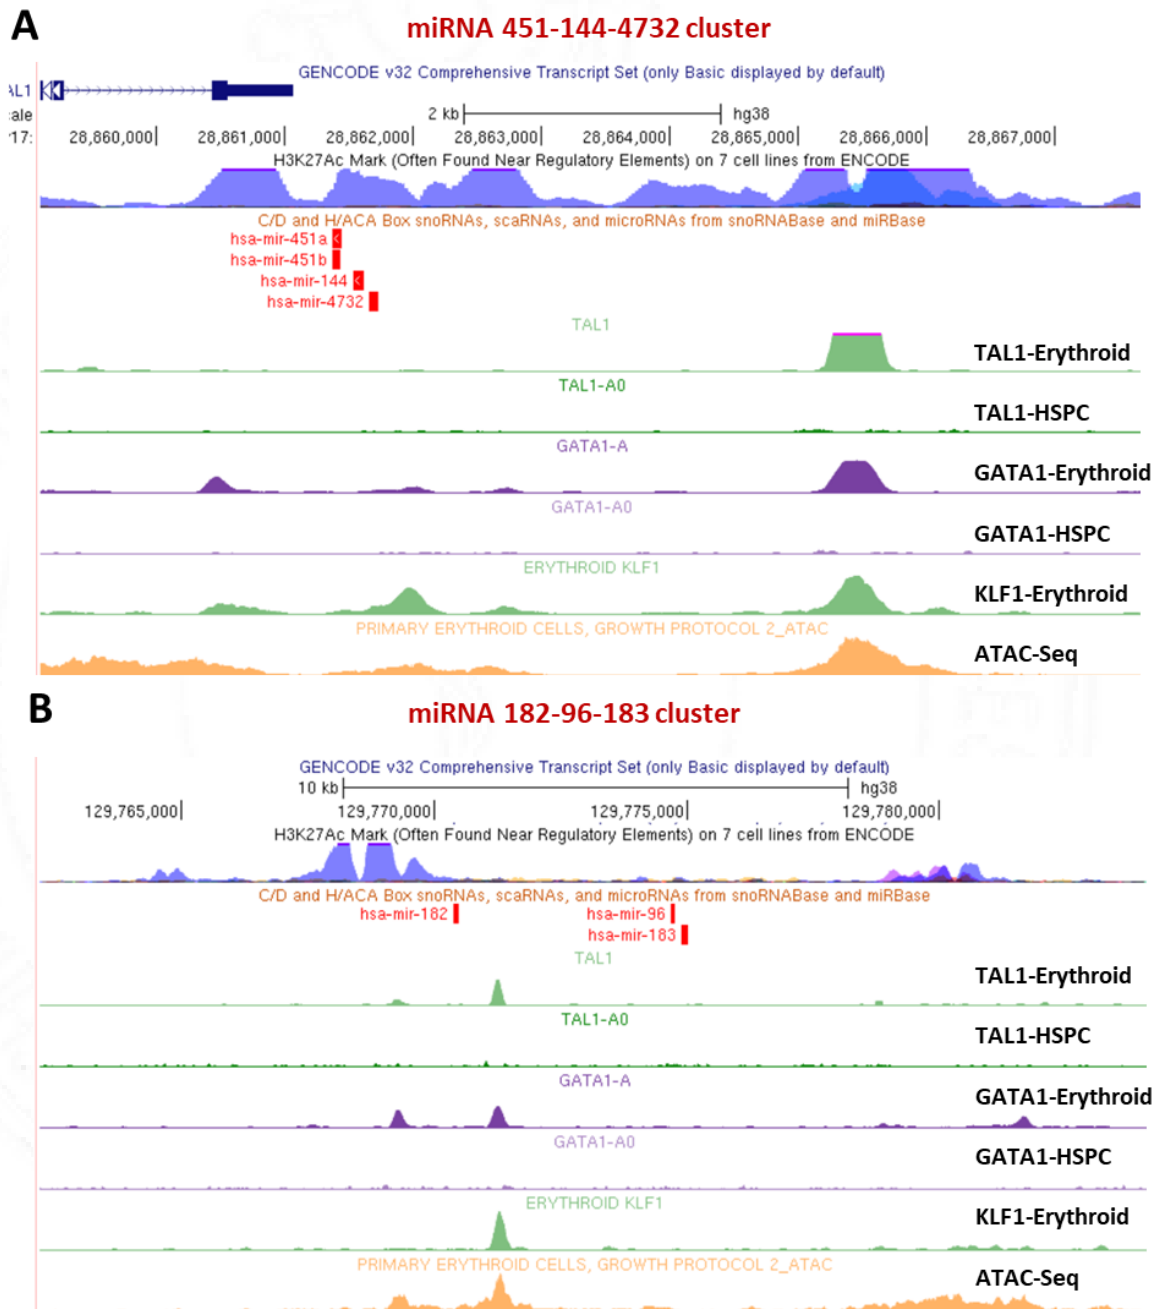 A
miRNA 451-144-4732 cluster
GENCODE v32 Comprehensive Transcript Set (only Basic displayed by default)
AL1
ale 2 kb hg38
17: 28,860,000 28,861,000 28,862,000 28,863,000 28,864,000 28,865,000 28,866,000 28,867,000
H3K27Ac Mark (Often Found Near Regulatory Elements) on 7 cell lines from ENCODE
C/D and H/ACA Box snoRNAs, scaRNAs, and microRNAs from snoRNABase and miRBase
hsa-mir-451a
hsa-mir-451b
hsa-mir-144
hsa-mir-4732
TAL1
TAL1-Erythroid
TAL1-A0
TAL1-HSPC
GATA1-A
GATA1-Erythroid
GATA1-A0
GATA1-HSPC
ERYTHROID KLF1
KLF1-Erythroid
PRIMARY ERYTHROID CELLS, GROWTH PROTOCOL 2_ATAC
ATAC-Seq
B
miRNA 182-96-183 cluster
GENCODE v32 Comprehensive Transcript Set (only Basic displayed by default)
10 kb hg38
129,765,000 129,770,000 129,775,000 129,780,000
H3K27Ac Mark (Often Found Near Regulatory Elements) on 7 cell lines from ENCODE
C/D and H/ACA Box snoRNAs, scaRNAs, and microRNAs from snoRNABase and miRBase
hsa-mir-182 hsa-mir-96
hsa-mir-183
TAL1
TAL1-Erythroid
TAL1-A0
TAL1-HSPC
GATA1-A
GATA1-Erythroid
GATA1-A0
GATA1-HSPC
ERYTHROID KLF1
KLF1-Erythroid
PRIMARY ERYTHROID CELLS, GROWTH PROTOCOL 2_ATAC
ATAC-Seq